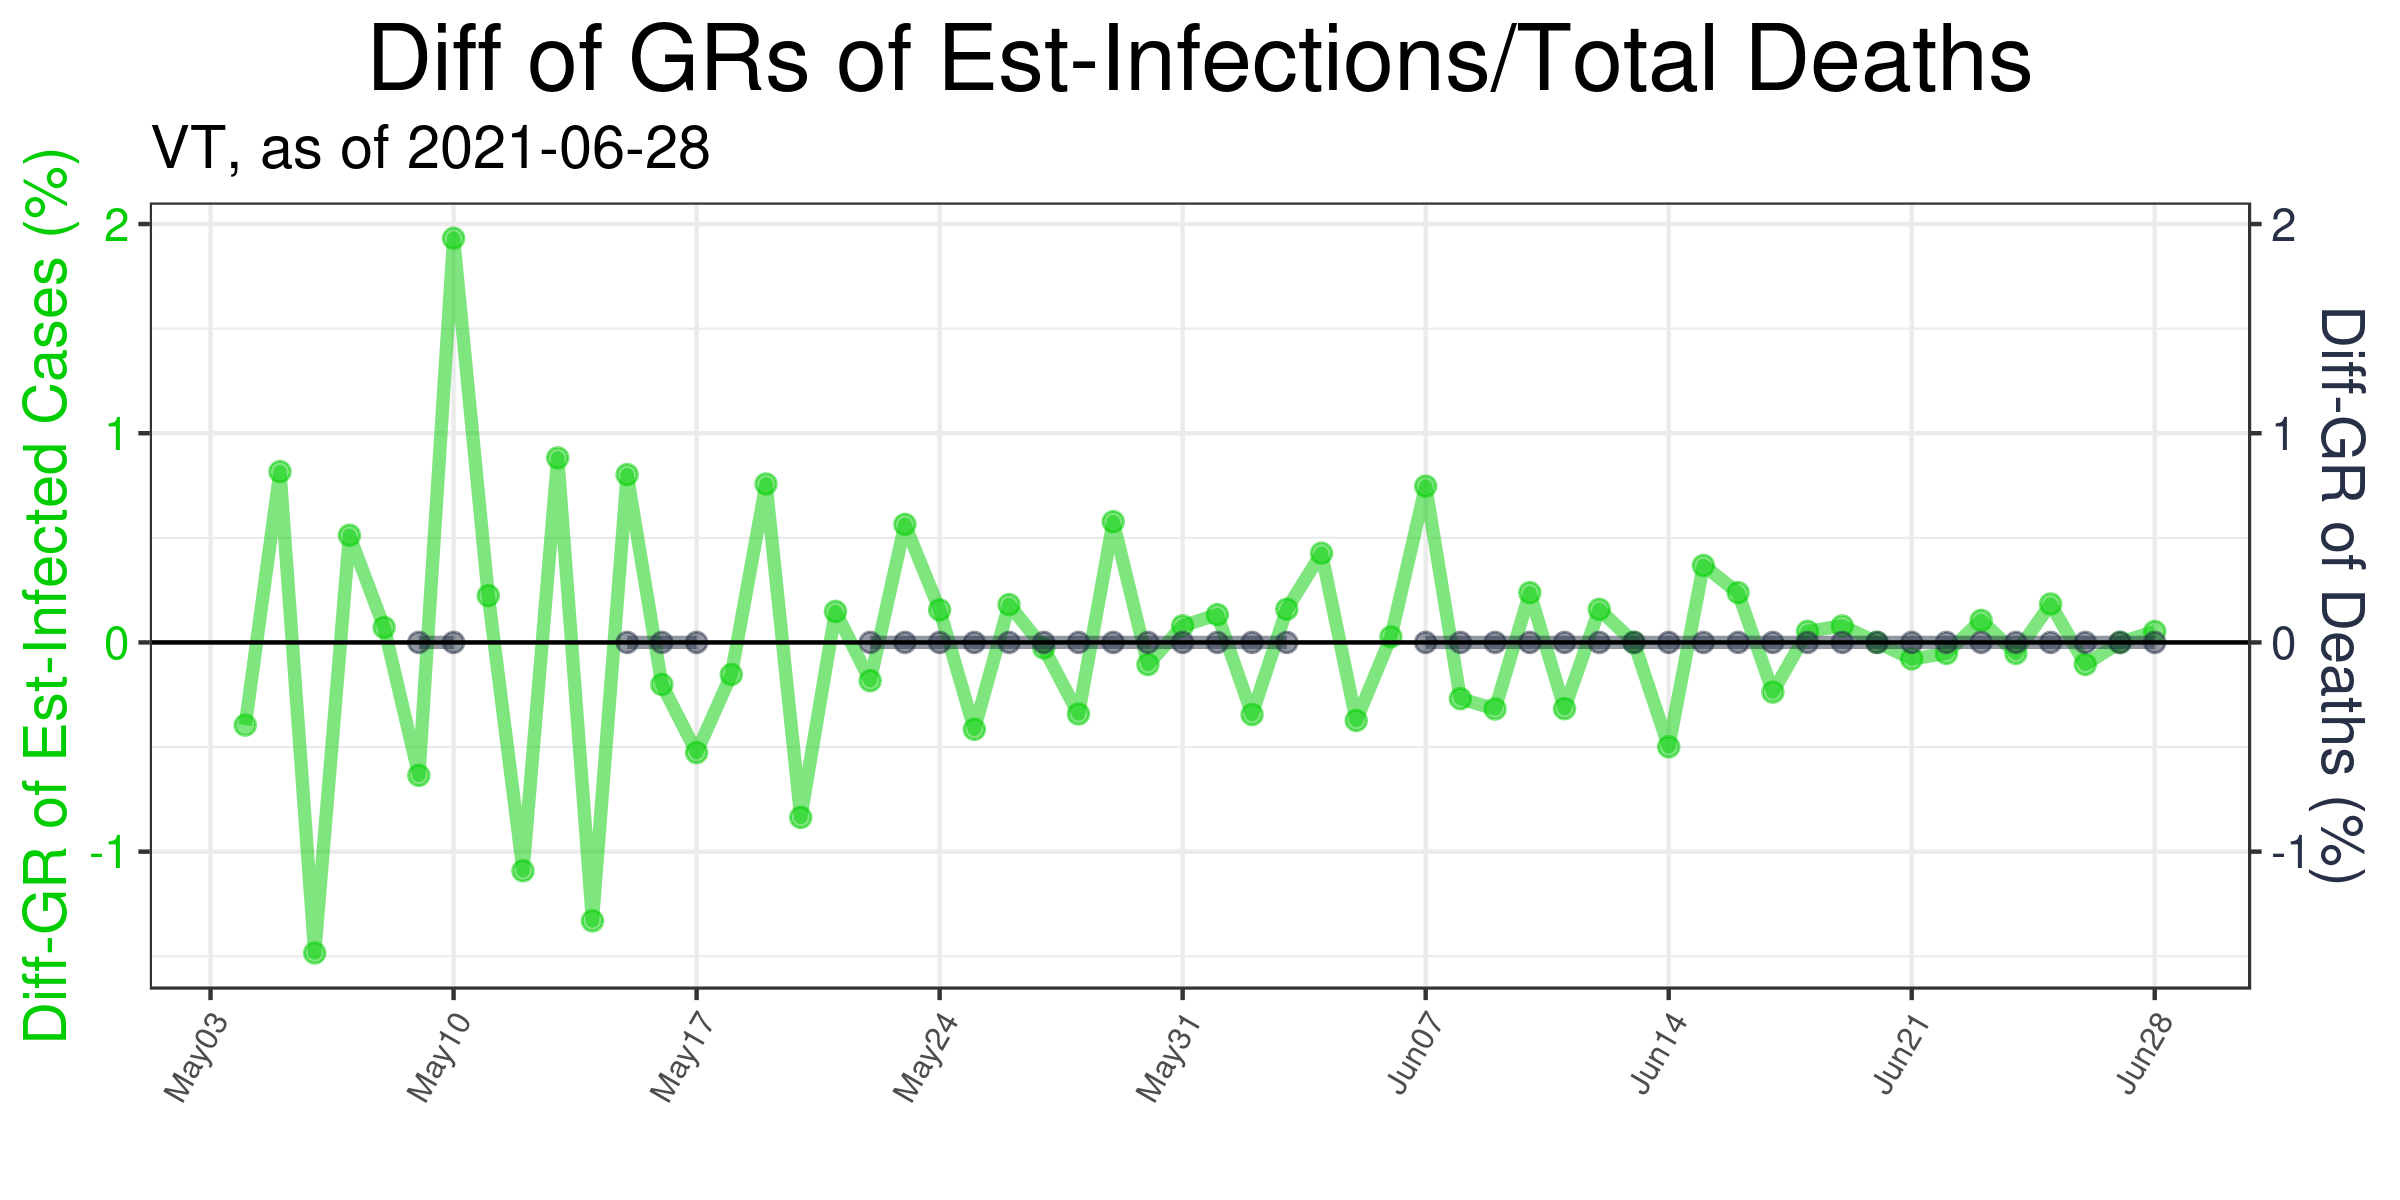 Diff of GRs of Est-Infections/Total Deaths
VT, as of 2021-06-28
Diff-GR of Est-Infected Cases (%)
2
1
0
-1
2
1
0
-1
Diff-GR of Deaths (%)
May03
May10
May17
May24
May31
Jun07
Jun14
Jun21
Jun28